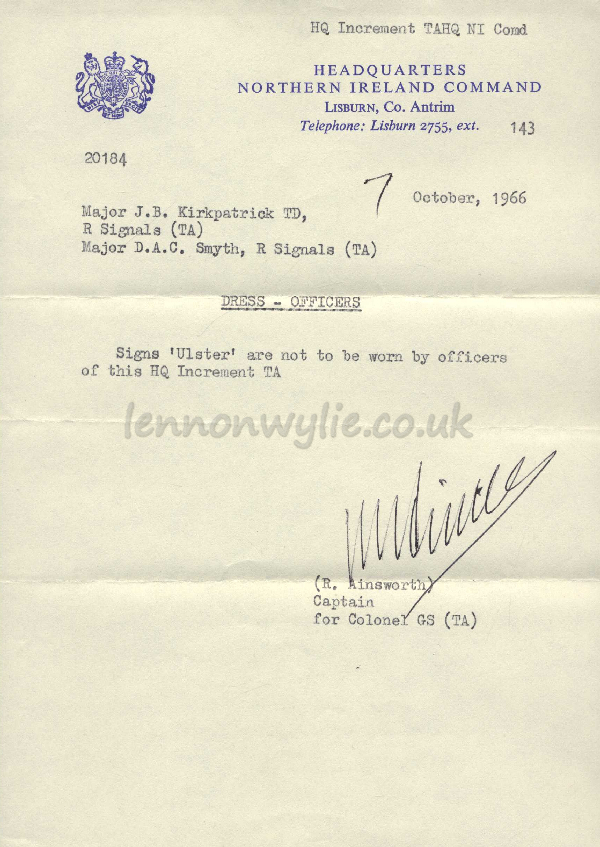 HQ Increment TAHQ NI Comd
HEADQUARTERS
NORTHERN IRELAND COMMAND
LISBURN, Co. Antrim
Telephone: Lisburn 2755, ext. 143
20184
7 October, 1966
Major J.B. Kirkpatrick TD,
R Signals (TA)
Major D.A.C. Smyth, R Signals (TA)
DRESS - OFFICERS
Signs 'Ulster' are not to be worn by officers
of this HQ Increment TA
lennonwylie.co.uk
(R. Ainsworth)
Captain
for Colonel GS (TA)